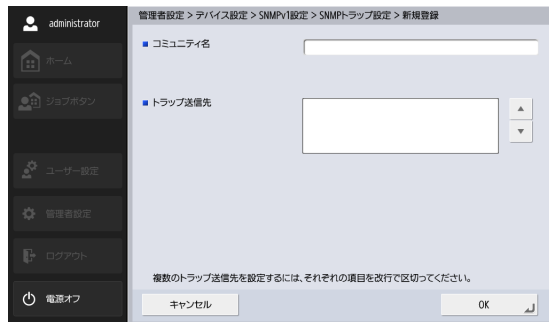 administrator
ホーム
ジョブボタン
ユーザー設定
管理者設定
ログアウト
電源オフ
管理者設定 > デバイス設定 > SNMPv1設定 > SNMPトラップ設定 > 新規登録
コミュニティ名
トラップ送信先
複数のトラップ送信先を設定するには、それぞれの項目を改行で区切ってください。
キャンセル
OK